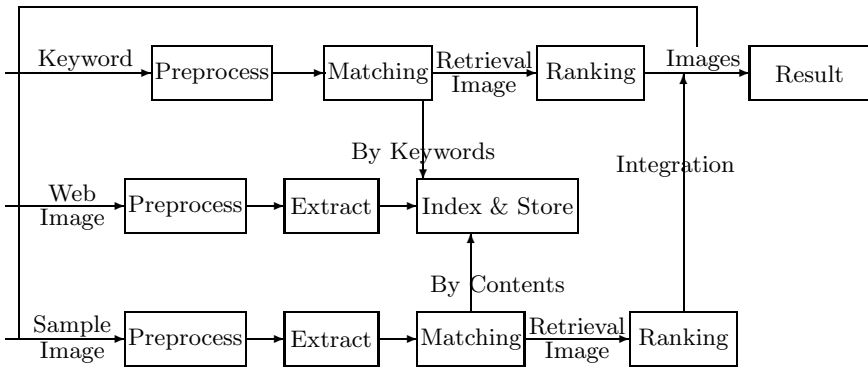 Keyword
Preprocess
Matching
Retrieval
Image
Ranking
Images
Result
By Keywords
Integration
Web
Image
Preprocess
Extract
Index & Store
By Contents
Sample
Image
Preprocess
Extract
Matching
Retrieval
Image
Ranking